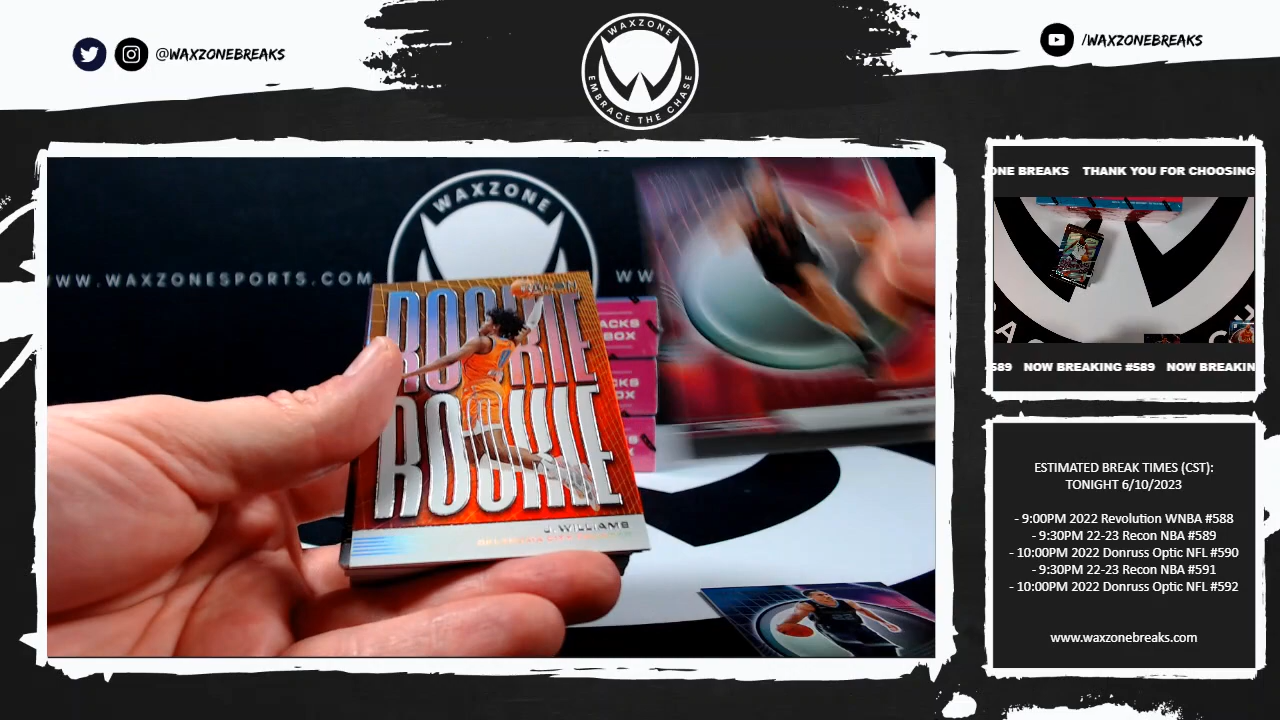 @WAXZONEBREAKS
WAXZONE
EMBRACE THE CHASE
/WAXZONEBREAKS
WAXZONE
WWW.WAXZONESPORTS.COM
WW
ROOKIE
ROOKIE
J. WILLIAMS
ACKS
BOX
CKS
OX
ONE BREAKS THANK YOU FOR CHOOSING
589 NOW BREAKING #589 NOW BREAKIN
ESTIMATED BREAK TIMES (CST):
TONIGHT 6/10/2023
- 9:00PM 2022 Revolution WNBA #588
- 9:30PM 22-23 Recon NBA #589
- 10:00PM 2022 Donruss Optic NFL #590
- 9:30PM 22-23 Recon NBA #591
- 10:00PM 2022 Donruss Optic NFL #592
www.waxzonebreaks.com